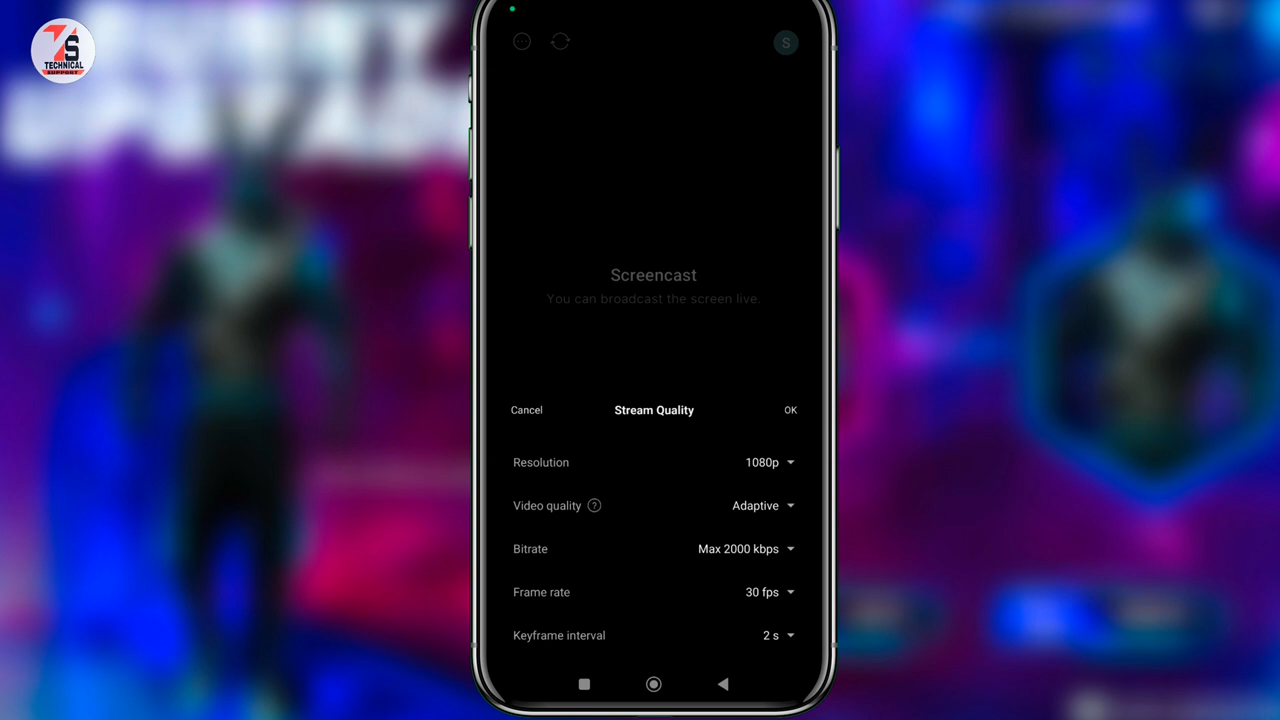 7S
TECHNICAL
SUPPORT
S
Screencast
You can broadcast the screen live.
Cancel
Stream Quality
OK
Resolution
1080p
Video quality ?
Adaptive
Bitrate
Max 2000 kbps
Frame rate
30 fps
Keyframe interval
2 s